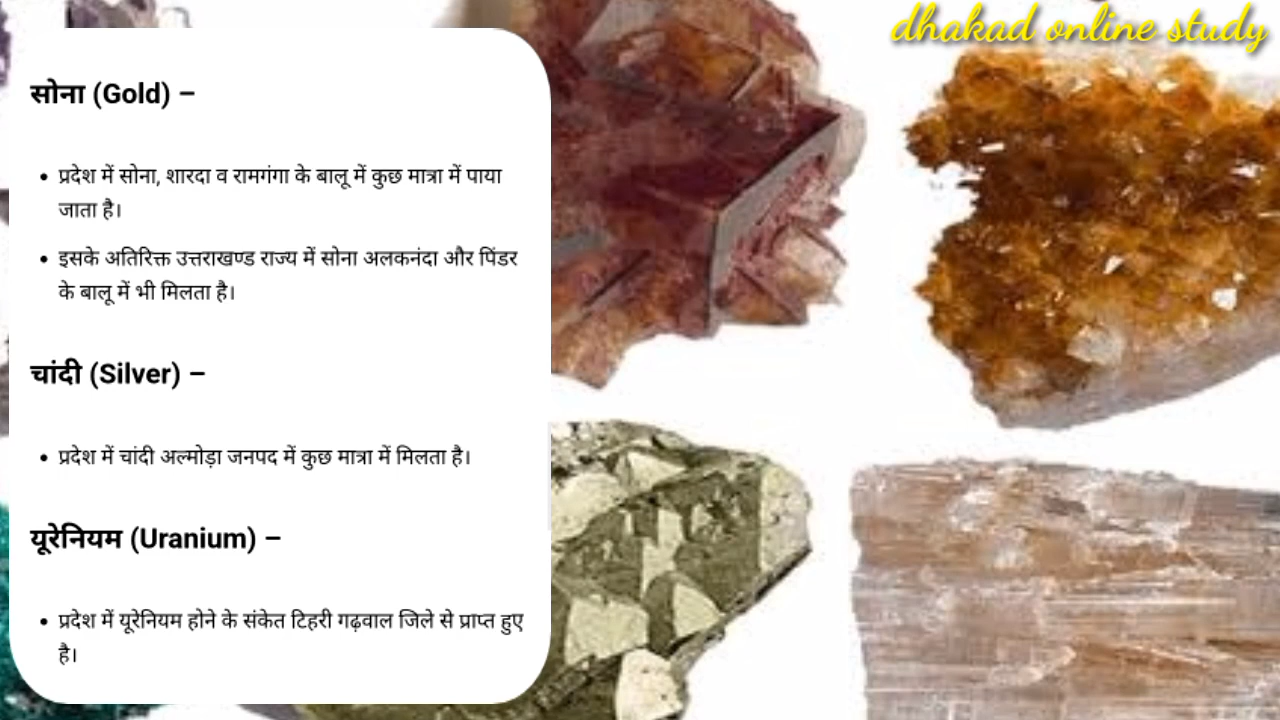 dhakad online study
सोना (Gold) –
• प्रदेश में सोना, शारदा व रामगंगा के बालू में कुछ मात्रा में पाया
जाता है।
• इसके अतिरिक्त उत्तराखण्ड राज्य में सोना अलकनंदा और पिंडर
के बालू में भी मिलता है।
चांदी (Silver) –
• प्रदेश में चांदी अल्मोड़ा जनपद में कुछ मात्रा में मिलता है।
यूरेनियम (Uranium) –
• प्रदेश में यूरेनियम होने के संकेत टिहरी गढ़वाल जिले से प्राप्त हुए
है।